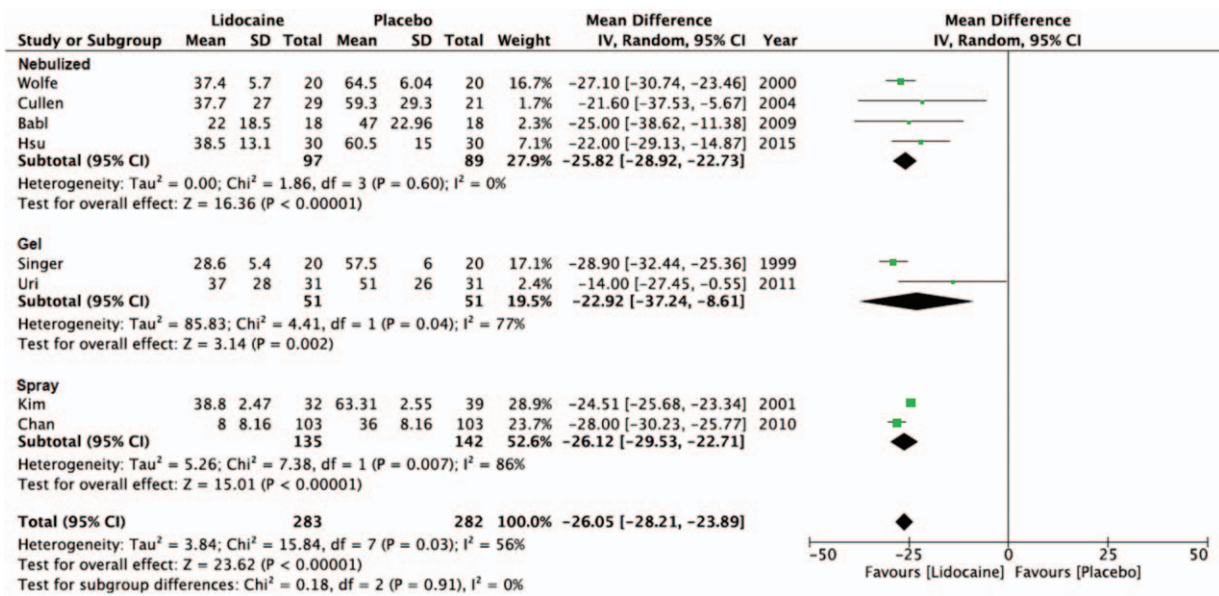 Lidocaine Placebo Mean Difference Mean Difference
Study or Subgroup Mean SD Total Mean SD Total Weight IV, Random, 95% CI Year IV, Random, 95% CI
Nebulized
Wolfe 37.4 5.7 20 64.5 6.04 20 16.7% -27.10 [-30.74, -23.46] 2000
Cullen 37.7 27 29 59.3 29.3 21 1.7% -21.60 [-37.53, -5.67] 2004
Babl 22 18.5 18 47 22.96 18 2.3% -25.00 [-38.62, -11.38] 2009
Hsu 38.5 13.1 30 60.5 15 30 7.1% -22.00 [-29.13, -14.87] 2015
Subtotal (95% CI) 97 89 27.9% -25.82 [-28.92, -22.73]
Heterogeneity: Tau² = 0.00; Chi² = 1.86, df = 3 (P = 0.60); I² = 0%
Test for overall effect: Z = 16.36 (P < 0.00001)
Gel
Singer 28.6 5.4 20 57.5 6 20 17.1% -28.90 [-32.44, -25.36] 1999
Uri 37 28 31 51 26 31 2.4% -14.00 [-27.45, -0.55] 2011
Subtotal (95% CI) 51 51 19.5% -22.92 [-37.24, -8.61]
Heterogeneity: Tau² = 85.83; Chi² = 4.41, df = 1 (P = 0.04); I² = 77%
Test for overall effect: Z = 3.14 (P = 0.002)
Spray
Kim 38.8 2.47 32 63.31 2.55 39 28.9% -24.51 [-25.68, -23.34] 2001
Chan 8 8.16 103 36 8.16 103 23.7% -28.00 [-30.23, -25.77] 2010
Subtotal (95% CI) 135 142 52.6% -26.12 [-29.53, -22.71]
Heterogeneity: Tau² = 5.26; Chi² = 7.38, df = 1 (P = 0.007); I² = 86%
Test for overall effect: Z = 15.01 (P < 0.00001)
Total (95% CI) 283 282 100.0% -26.05 [-28.21, -23.89]
Heterogeneity: Tau² = 3.84; Chi² = 15.84, df = 7 (P = 0.03); I² = 56%
Test for overall effect: Z = 23.62 (P < 0.00001)
Test for subgroup differences: Chi² = 0.18, df = 2 (P = 0.91), I² = 0%
-50 -25 0 25 50
Favours [Lidocaine] Favours [Placebo]